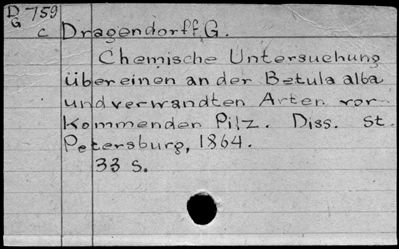 D 759
G
c Dragendorff, G.
Chemische Untersuchung
über einen an der Betula alba
und verwandten Arten vor-
kommenden Pilz. Diss. St.
Petersburg, 1864.
33 S.